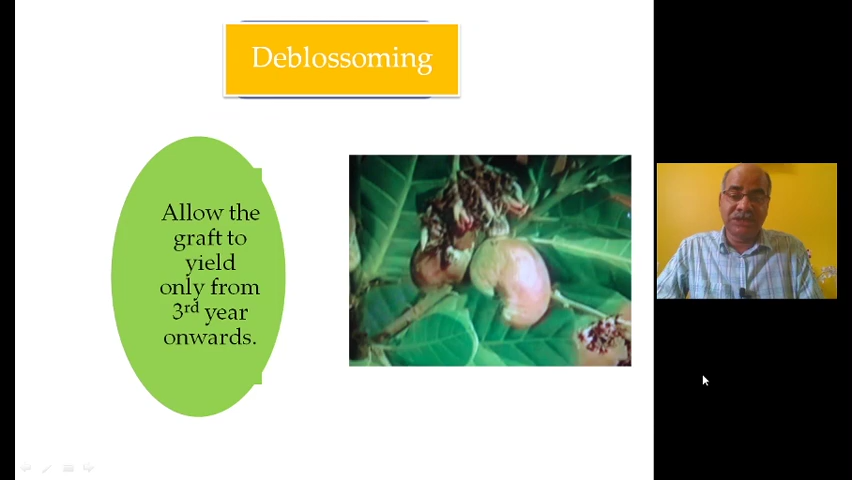 Deblossoming
Allow the
graft to
yield
only from
3rd year
onwards.